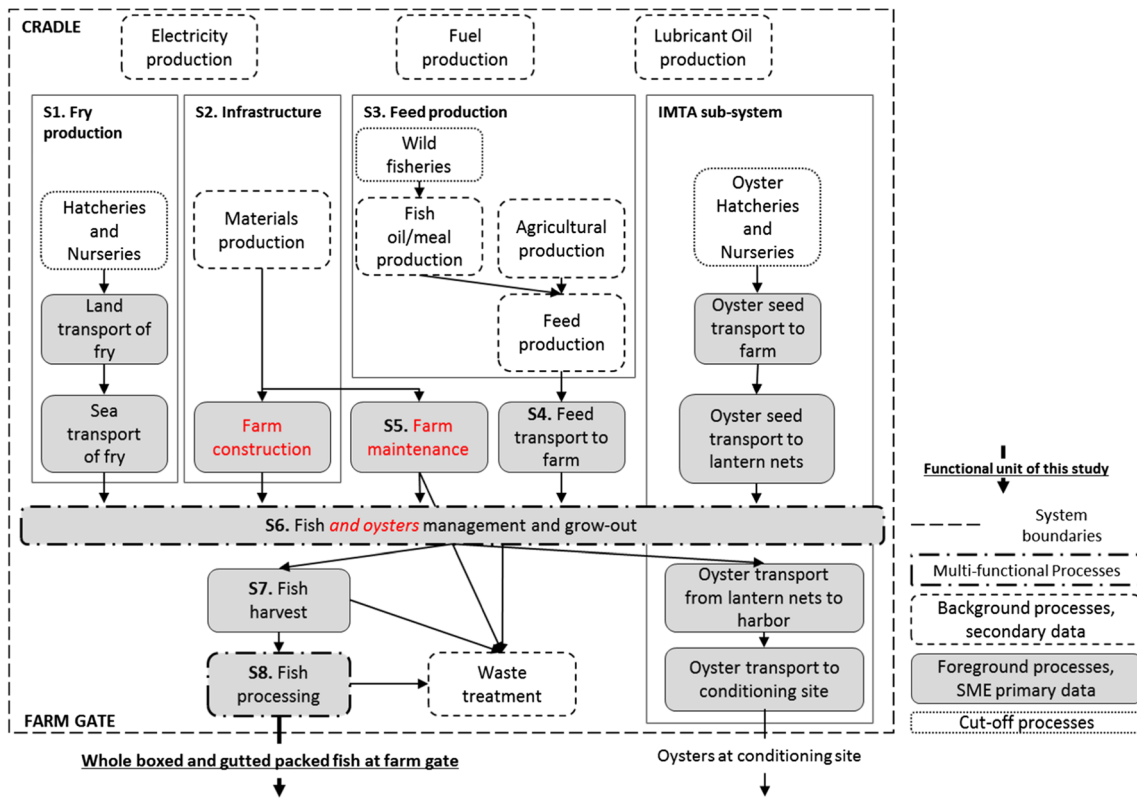 CRADLE
Electricity
production
Fuel
production
Lubricant Oil
production
S1. Fry
production
S2. Infrastructure
S3. Feed production
IMTA sub-system
Wild
fisheries
Hatcheries
and
Nurseries
Materials
production
Fish
oil/meal
production
Agricultural
production
Oyster
Hatcheries
and
Nurseries
Land
transport of
fry
Feed
production
Oyster seed
transport to
farm
Sea
transport
of fry
Farm
construction
S5. Farm
maintenance
S4. Feed
transport to
farm
Oyster seed
transport to
lantern nets
S6. Fish and oysters management and grow-out
S7. Fish
harvest
Oyster transport
from lantern nets to
harbor
S8. Fish
processing
Waste
treatment
Oyster transport to
conditioning site
FARM GATE
Whole boxed and gutted packed fish at farm gate
Oysters at conditioning site
Functional unit of this study
System
boundaries
Multi-functional Processes
Background processes,
secondary data
Foreground processes,
SME primary data
Cut-off processes